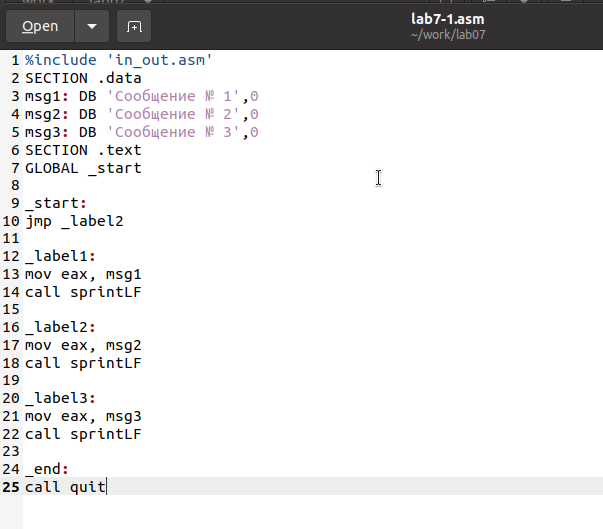 Open
lab7-1.asm
~/work/lab07
1 %include 'in_out.asm'
2 SECTION .data
3 msg1: DB 'Сообщение № 1',0
4 msg2: DB 'Сообщение № 2',0
5 msg3: DB 'Сообщение № 3',0
6 SECTION .text
7 GLOBAL _start
8
9 _start:
10 jmp _label2
11
12 _label1:
13 mov eax, msg1
14 call sprintLF
15
16 _label2:
17 mov eax, msg2
18 call sprintLF
19
20 _label3:
21 mov eax, msg3
22 call sprintLF
23
24 _end:
25 call quit